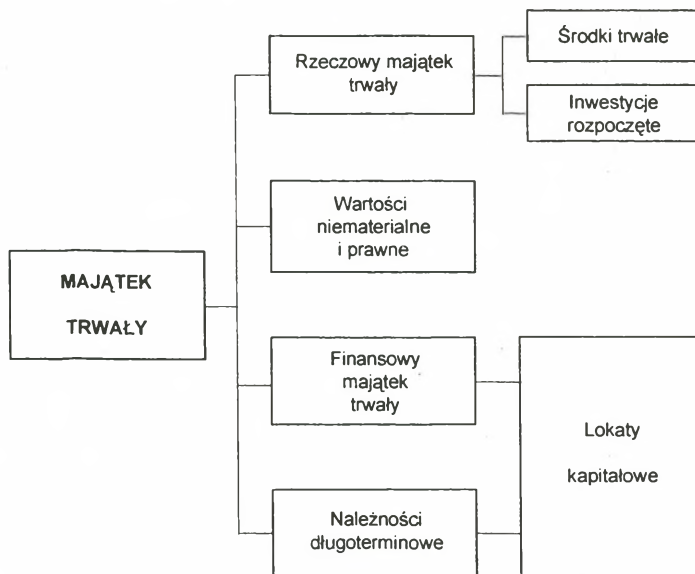 Rzeczowy majątek
trwały
Środki trwałe
Inwestycje
rozpoczęte
Wartości
niematerialne
i prawne
MAJĄTEK
TRWAŁY
Finansowy
majątek
trwały
Lokaty
kapitałowe
Należności
długoterminowe